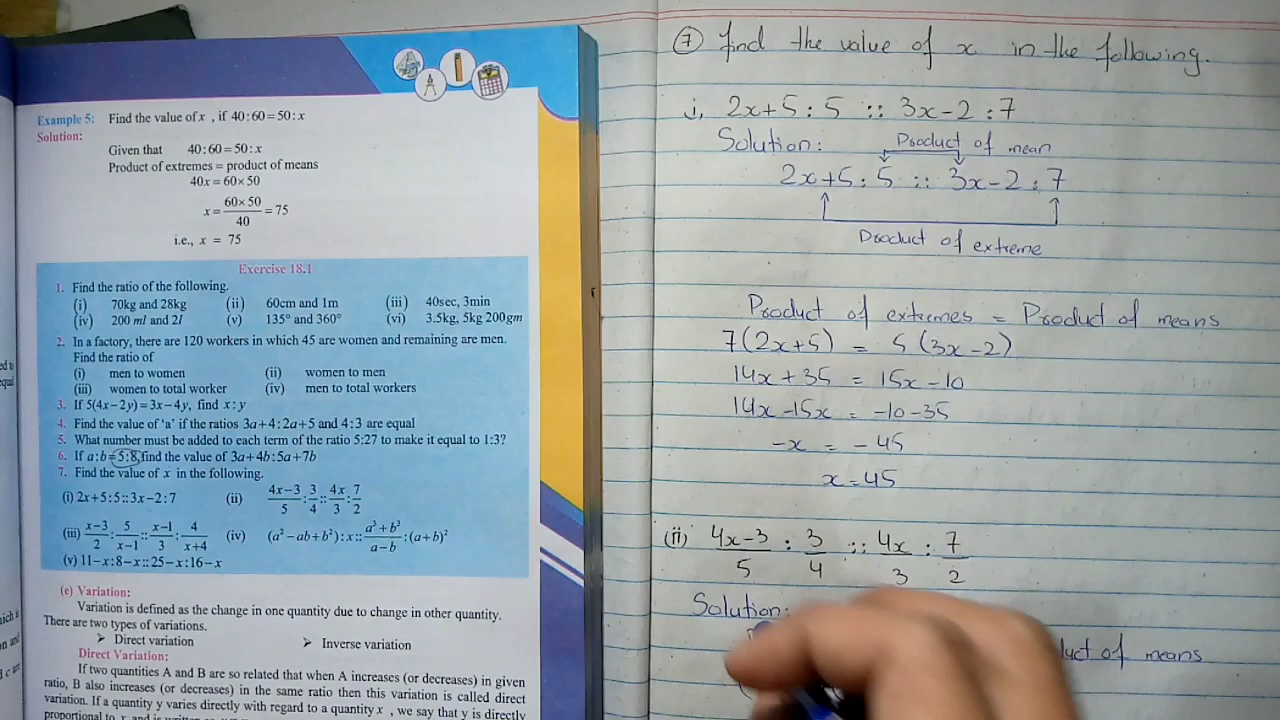 Example 5: Find the value of x , if 40:60=50:x
Solution:
Given that 40:60=50:x
Product of extremes = product of means
40x = 60×50
x = 60×50/40 = 75
i.e., x = 75
Exercise 18.1
1. Find the ratio of the following.
(i) 70kg and 28kg (ii) 60cm and 1m (iii) 40sec, 3min
(iv) 200 ml and 2l (v) 135° and 360° (vi) 3.5kg, 5kg 200gm
2. In a factory, there are 120 workers in which 45 are women and remaining are men.
Find the ratio of
(i) men to women (ii) women to men
(iii) women to total worker (iv) men to total workers
3. If 5(4x−2y)=3x−4y, find x:y
4. Find the value of 'a' if the ratios 3a+4:2a+5 and 4:3 are equal
5. What number must be added to each term of the ratio 5:27 to make it equal to 1:3?
6. If a:b=5:8, find the value of 3a+4b:5a+7b
7. Find the value of x in the following.
(i) 2x+5:5::3x−2:7 (ii) 4x−3/5:3/4::4x/3:7/2
(iii) x−3/2:5/x−1::x−1/3:4/x+4 (iv) (a²−ab+b²):x::a³+b³/a−b:(a+b)²
(v) 11−x:8−x::25−x:16−x
(e) Variation:
Variation is defined as the change in one quantity due to change in other quantity.
There are two types of variations.
➢ Direct variation ➢ Inverse variation
Direct Variation:
If two quantities A and B are so related that when A increases (or decreases) in given
ratio, B also increases (or decreases) in the same ratio then this variation is called direct
variation. If a quantity y varies directly with regard to a quantity x , we say that y is directly
proportional to x and is
⑦ find the value of x in the following.
i, 2x+5 : 5 :: 3x−2 : 7
Solution: Product of mean
2x+5 : 5 :: 3x−2 : 7
Product of extreme
Product of extremes = Product of means
7(2x+5) = 5(3x−2)
14x+35 = 15x−10
14x−15x = −10−35
−x = −45
x = 45
(ii) 4x−3/5 : 3/4 :: 4x/3 : 7/2
Solution:
of means